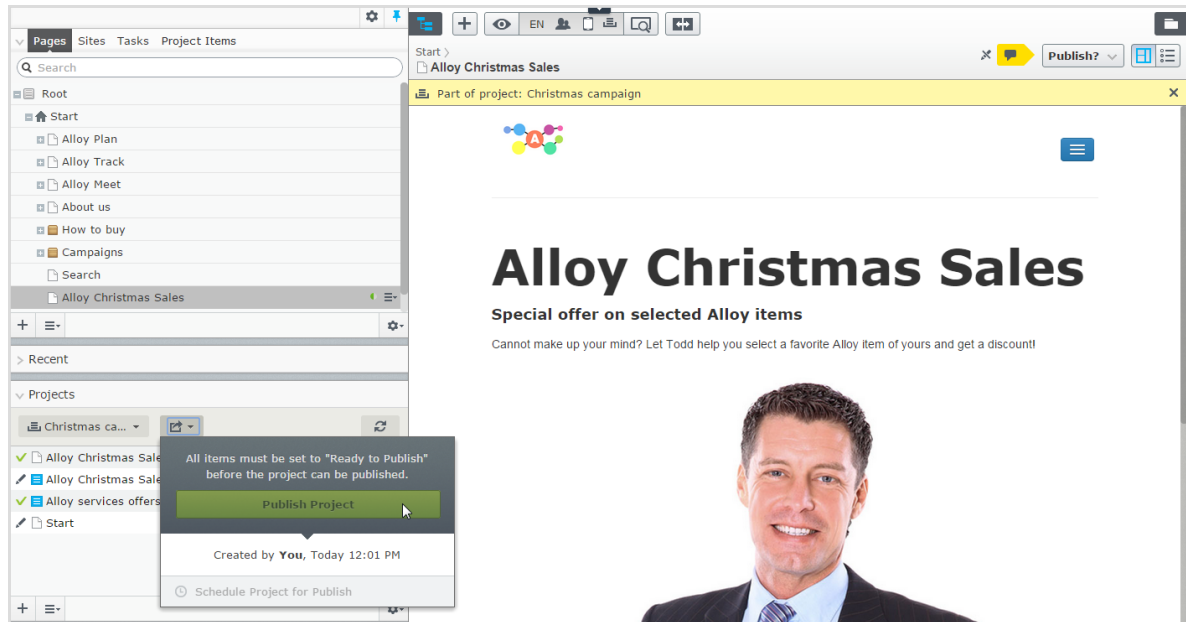 Pages Sites Tasks Project Items
Search
Root
Start
Alloy Plan
Alloy Track
Alloy Meet
About us
How to buy
Campaigns
Search
Alloy Christmas Sales
Recent
Projects
Christmas ca...
Alloy Christmas Sale
Alloy Christmas Sale
Alloy services offers
Start
All items must be set to "Ready to Publish"
before the project can be published.
Publish Project
Created by You, Today 12:01 PM
Schedule Project for Publish
EN
Start
Alloy Christmas Sales
Publish?
Part of project: Christmas campaign
A
Alloy Christmas Sales
Special offer on selected Alloy items
Cannot make up your mind? Let Todd help you select a favorite Alloy item of yours and get a discount!